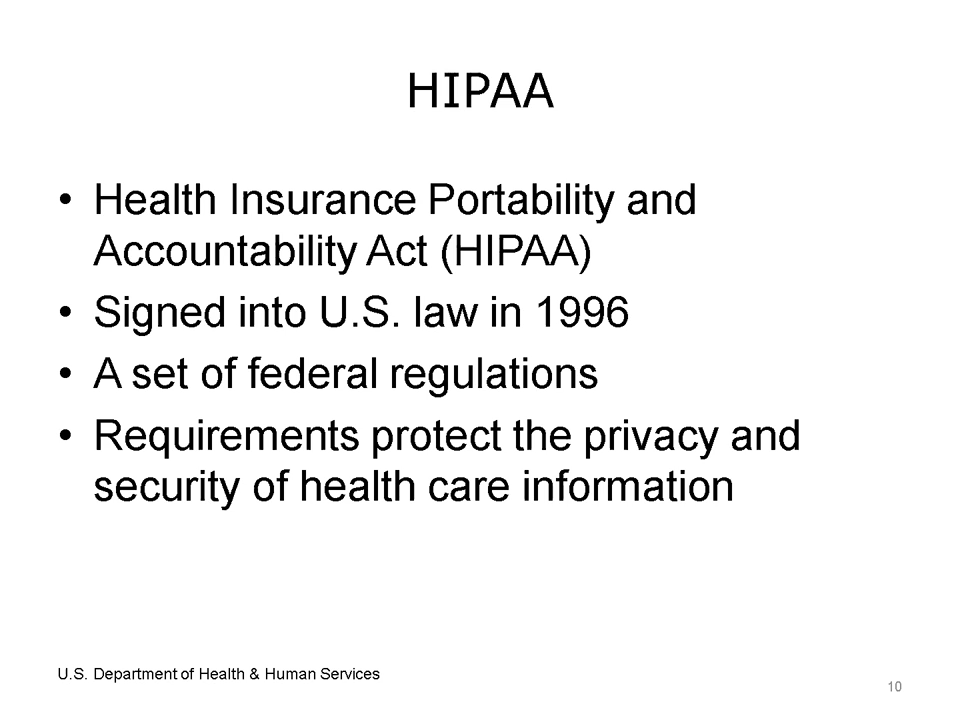 HIPAA
• Health Insurance Portability and
Accountability Act (HIPAA)
• Signed into U.S. law in 1996
• A set of federal regulations
• Requirements protect the privacy and
security of health care information
U.S. Department of Health & Human Services
10